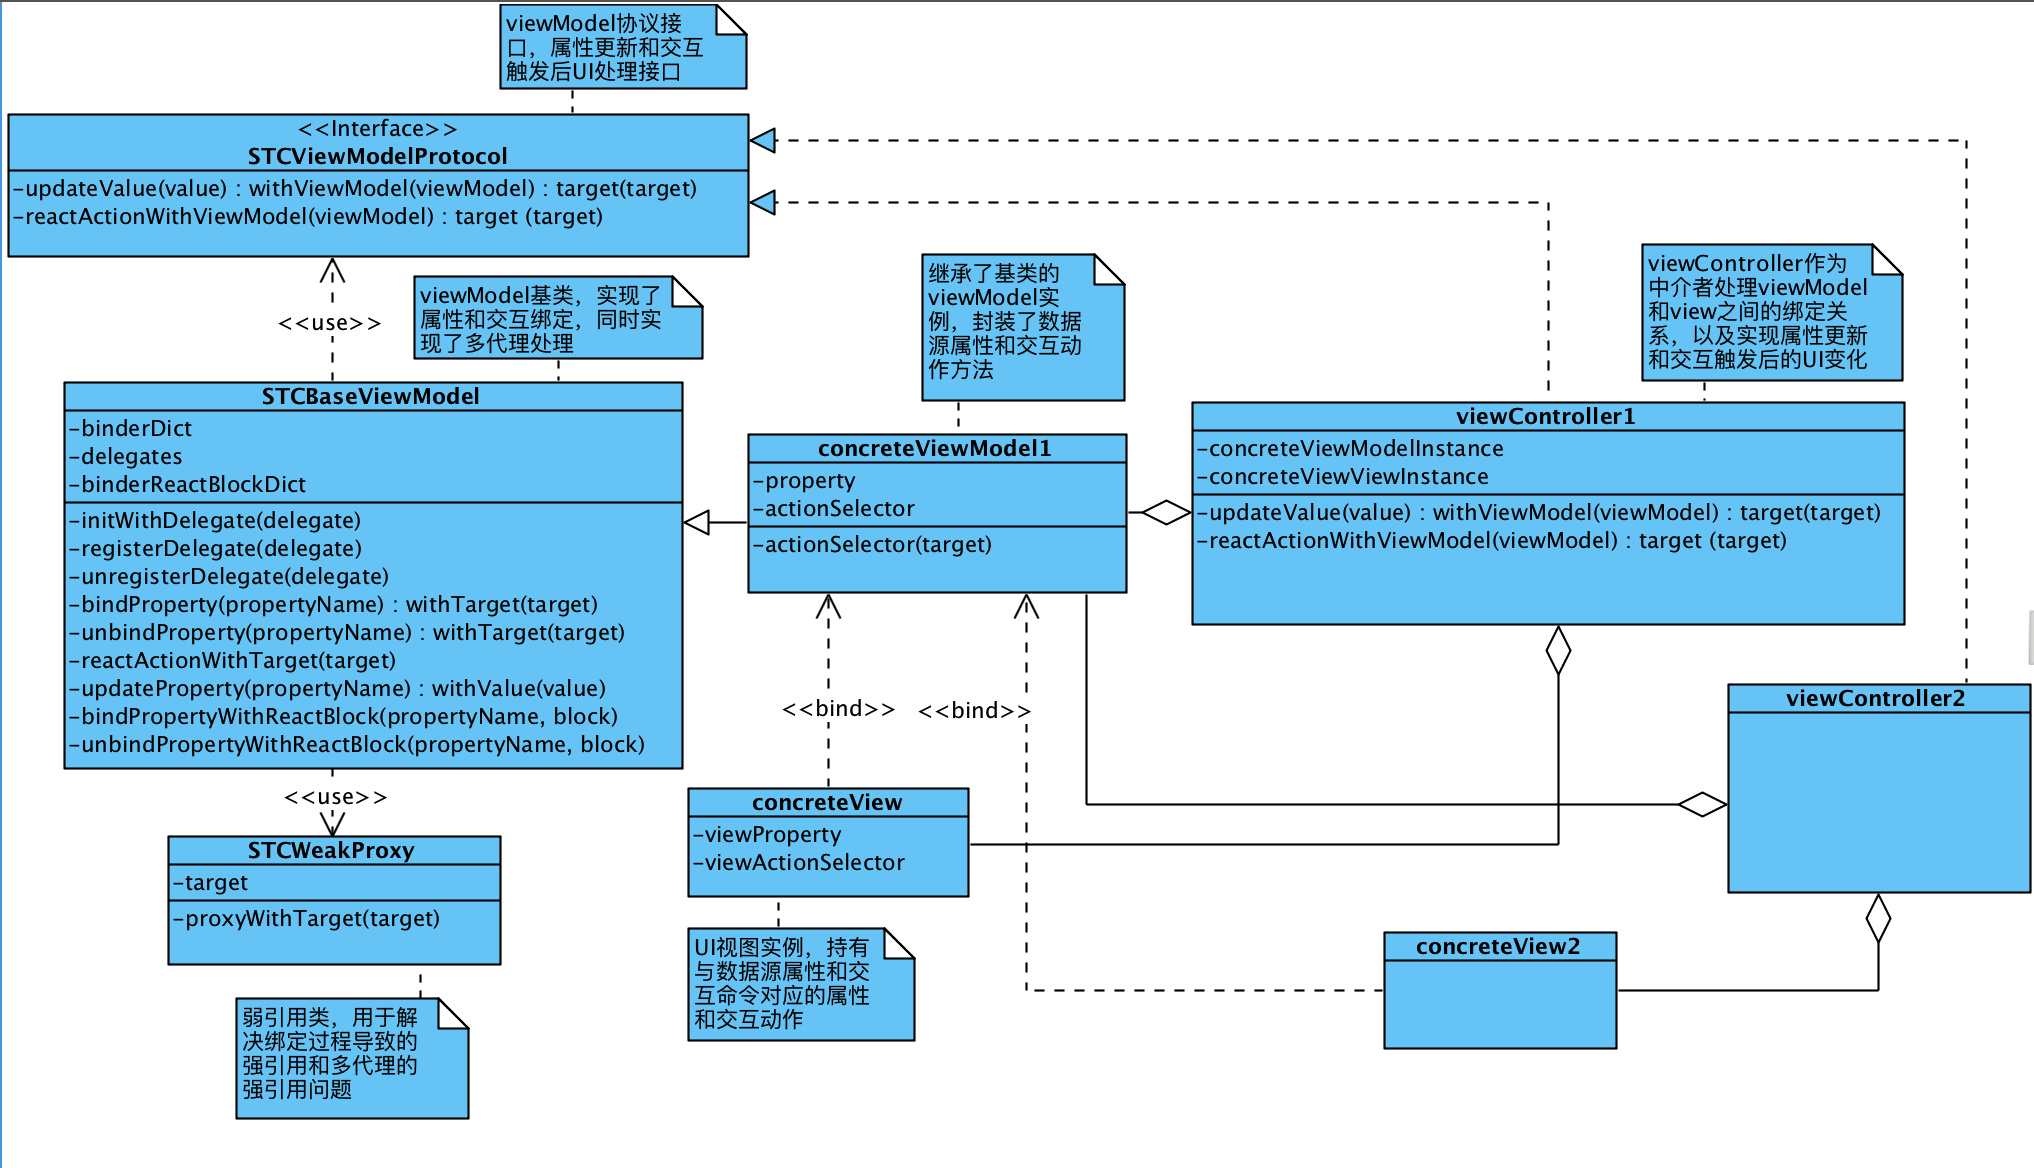 viewModel协议接
口，属性更新和交互
触发后UI处理接口
<<Interface>>
STCViewModelProtocol
-updateValue(value) : withViewModel(viewModel) : target(target)
-reactActionWithViewModel(viewModel) : target (target)
<<use>>
viewModel基类，实现了
属性和交互绑定，同时实
现了多代理处理
继承了基类的
viewModel实
例，封装了数据
源属性和交互动
作方法
viewController作为
中介者处理viewModel
和view之间的绑定关
系，以及实现属性更新
和交互触发后的UI变化
STCBaseViewModel
-binderDict
-delegates
-binderReactBlockDict
-initWithDelegate(delegate)
-registerDelegate(delegate)
-unregisterDelegate(delegate)
-bindProperty(propertyName) : withTarget(target)
-unbindProperty(propertyName) : withTarget(target)
-reactActionWithTarget(target)
-updateProperty(propertyName) : withValue(value)
-bindPropertyWithReactBlock(propertyName, block)
-unbindPropertyWithReactBlock(propertyName, block)
concreteViewModel1
-property
-actionSelector
-actionSelector(target)
viewController1
-concreteViewModelInstance
-concreteViewViewInstance
-updateValue(value) : withViewModel(viewModel) : target(target)
-reactActionWithViewModel(viewModel) : target (target)
<<bind>>
<<bind>>
viewController2
<<use>>
STCWeakProxy
-target
-proxyWithTarget(target)
concreteView
-viewProperty
-viewActionSelector
UI视图实例，持有
与数据源属性和交
互命令对应的属性
和交互动作
concreteView2
弱引用类，用于解
决绑定过程导致的
强引用和多代理的
强引用问题